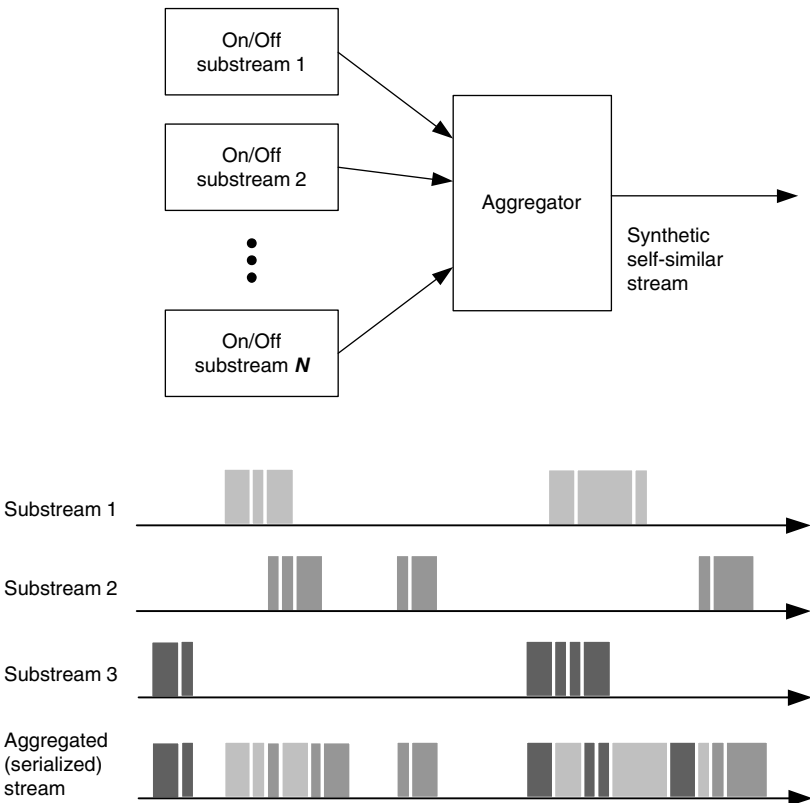 On/Off
substream 1
On/Off
substream 2
Aggregator
Synthetic
self-similar
stream
On/Off
substream N
Substream 1
Substream 2
Substream 3
Aggregated
(serialized)
stream